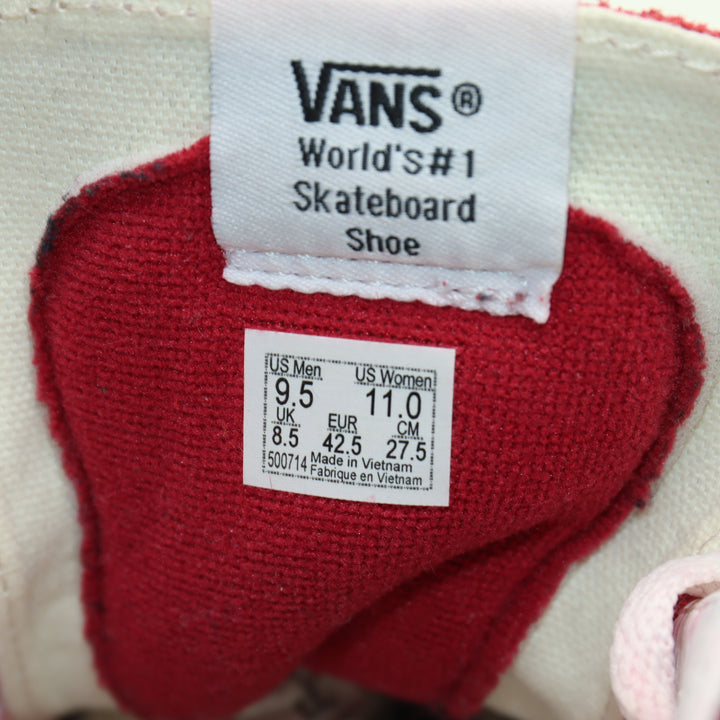 VANS®
World's #1
Skateboard
Shoe
US Men US Women
9.5 11.0
UK EUR CM
8.5 42.5 27.5
500714 Made in Vietnam
Fabrique en Vietnam